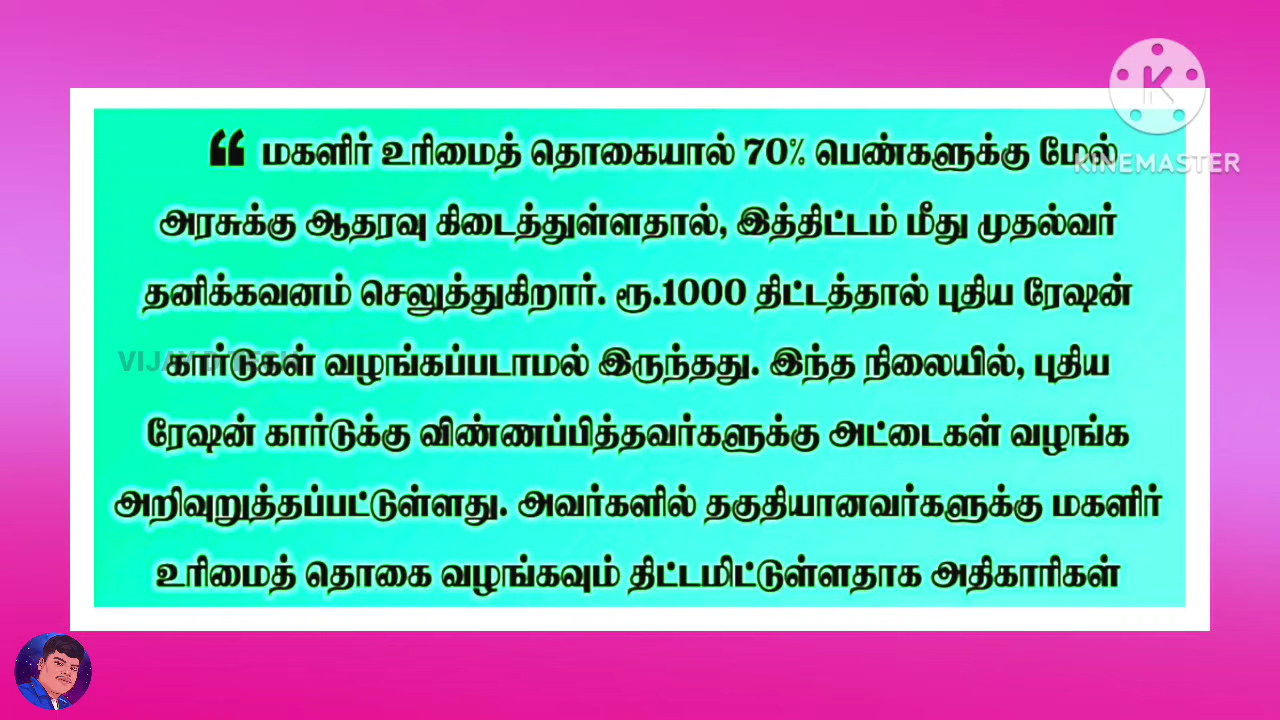 ❝ மகளிர் உரிமைத் தொகையால் 70% பெண்களுக்கு மேல்
அரசுக்கு ஆதரவு கிடைத்துள்ளதால், இத்திட்டம் மீது முதல்வர்
தனிக்கவனம் செலுத்துகிறார். ரூ.1000 திட்டத்தால் புதிய ரேஷன்
கார்டுகள் வழங்கப்படாமல் இருந்தது. இந்த நிலையில், புதிய
ரேஷன் கார்டுக்கு விண்ணப்பித்தவர்களுக்கு அட்டைகள் வழங்க
அறிவுறுத்தப்பட்டுள்ளது. அவர்களில் தகுதியானவர்களுக்கு மகளிர்
உரிமைத் தொகை வழங்கவும் திட்டமிட்டுள்ளதாக அதிகாரிகள்
KINEMASTER